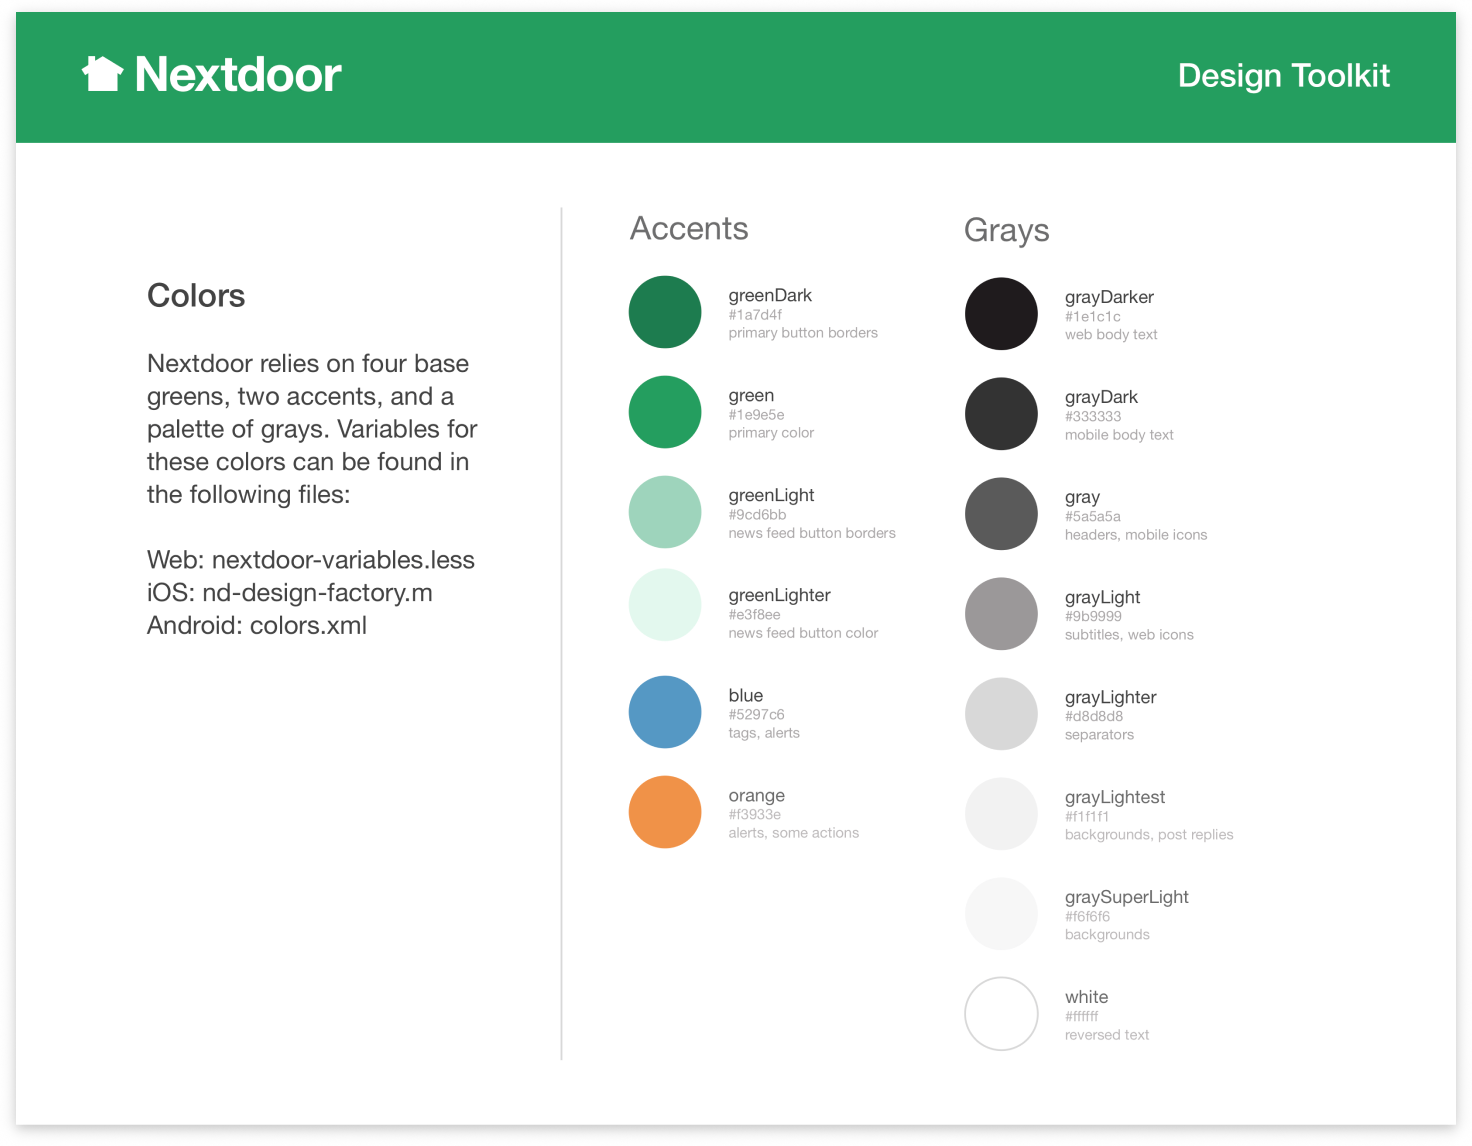 Nextdoor
Design Toolkit
Colors
Nextdoor relies on four base
greens, two accents, and a
palette of grays. Variables for
these colors can be found in
the following files:
Web: nextdoor-variables.less
iOS: nd-design-factory.m
Android: colors.xml
Accents
greenDark
#1a7d4f
primary button borders
green
#1e9e5e
primary color
greenLight
#9cd6bb
news feed button borders
greenLighter
#e3f8ee
news feed button color
blue
#5297c6
tags, alerts
orange
#f3933e
alerts, some actions
Grays
grayDarker
#1e1c1c
web body text
grayDark
#333333
mobile body text
gray
#5a5a5a
headers, mobile icons
grayLight
#9b9999
subtitles, web icons
grayLighter
#d8d8d8
separators
grayLightest
#f1f1f1
backgrounds, post replies
graySuperLight
#f6f6f6
backgrounds
white
#ffffff
reversed text